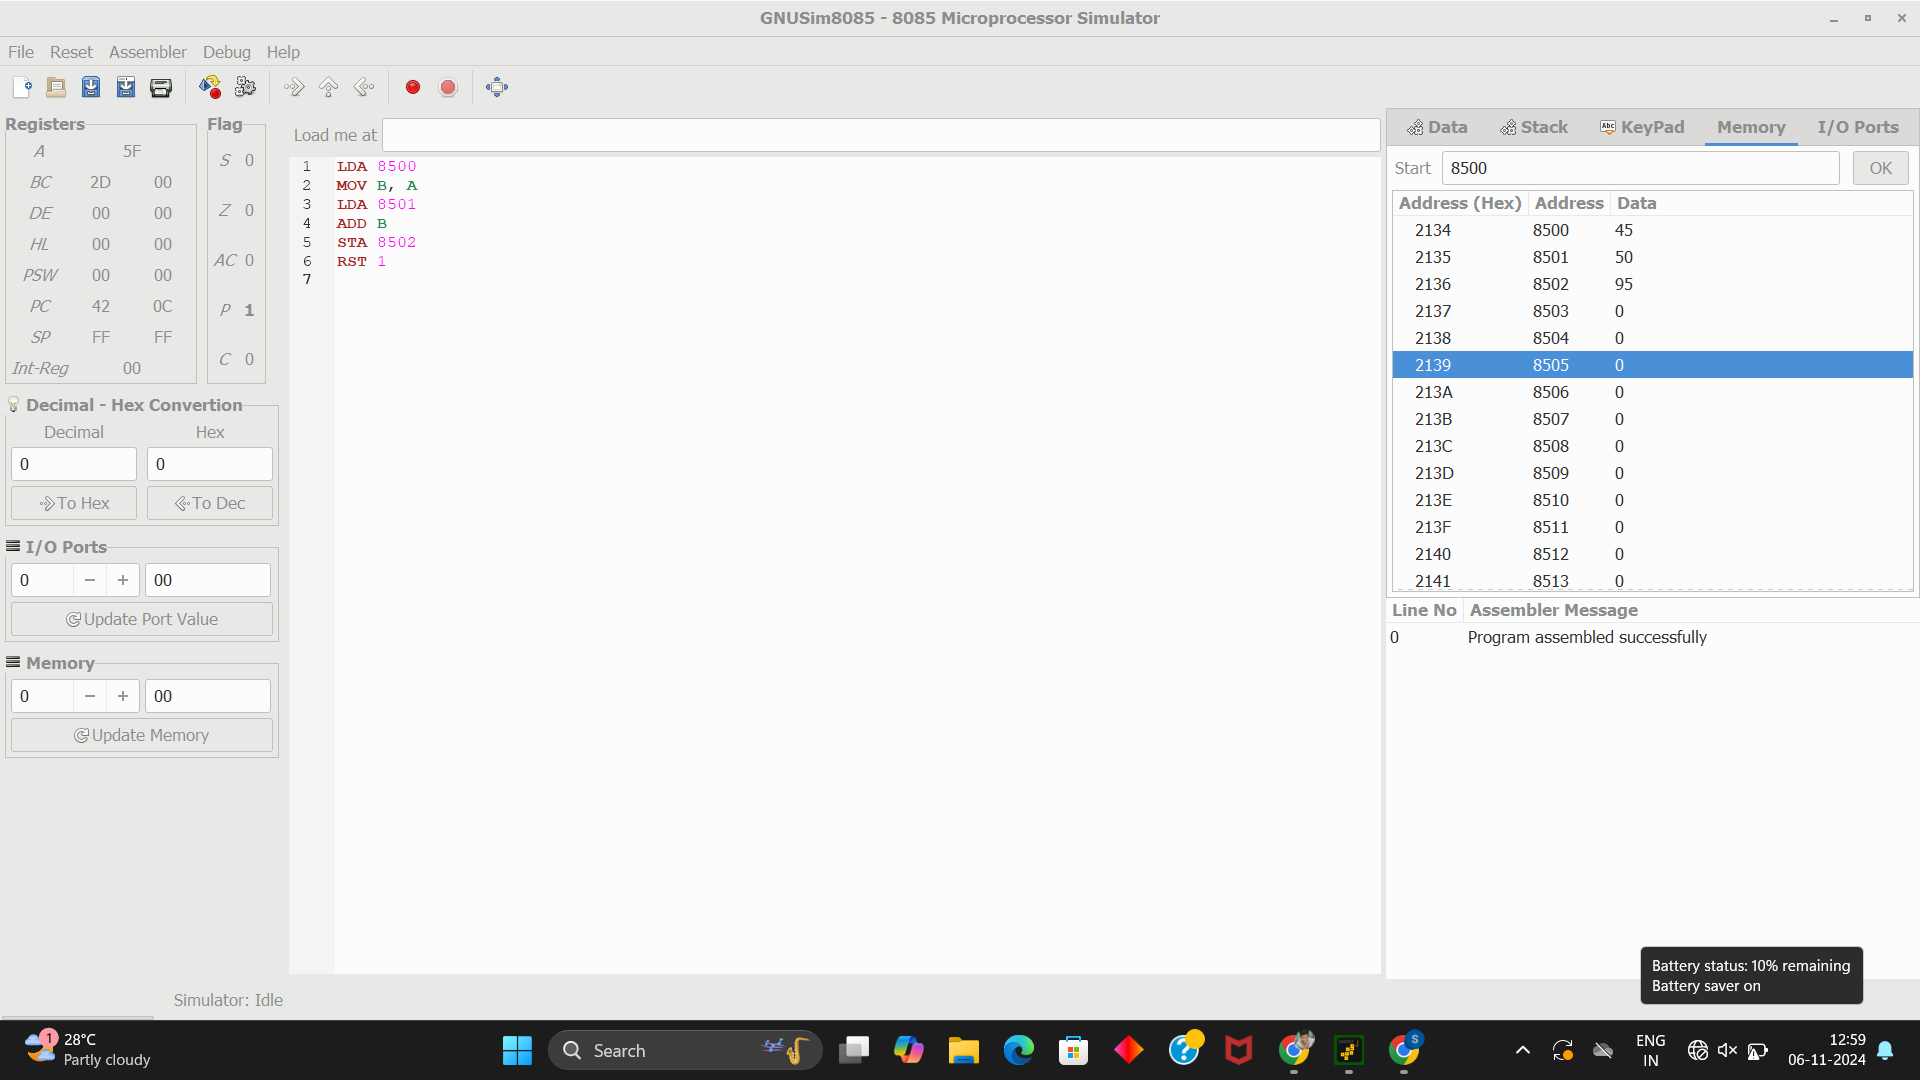 GNUSim8085 - 8085 Microprocessor Simulator
File Reset Assembler Debug Help
Registers
A 5F
BC 2D 00
DE 00 00
HL 00 00
PSW 00 00
PC 42 0C
SP FF FF
Int-Reg 00
Flag
S 0
Z 0
AC 0
P 1
C 0
Decimal - Hex Convertion
Decimal Hex
0 0
To Hex To Dec
I/O Ports
0 − + 00
Update Port Value
Memory
0 − + 00
Update Memory
Load me at
1 LDA 8500
2 MOV B, A
3 LDA 8501
4 ADD B
5 STA 8502
6 RST 1
7
Data Stack Abc KeyPad Memory I/O Ports
Start 8500 OK
Address (Hex) Address Data
2134 8500 45
2135 8501 50
2136 8502 95
2137 8503 0
2138 8504 0
2139 8505 0
213A 8506 0
213B 8507 0
213C 8508 0
213D 8509 0
213E 8510 0
213F 8511 0
2140 8512 0
2141 8513 0
Line No Assembler Message
0 Program assembled successfully
Battery status: 10% remaining
Battery saver on
Simulator: Idle
1 28°C
Partly cloudy
Search
S
ENG
IN
12:59
06-11-2024